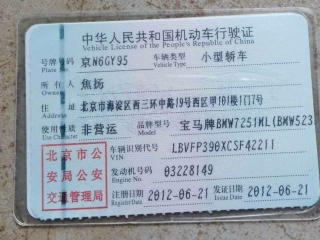 中华人民共和国机动车行驶证
Vehicle License of the People's Republic of China
号牌号码 京N6GY95 车辆类型 小型轿车
Plate No. Vehicle Type
所有人 焦扬
Owner
住址 北京市海淀区西三环中路19号西区甲101楼1门7号
Address
使用性质 非营运 品牌型号 宝马牌BMW7251ML(BMW523
Use Character Model
车辆识别代号 LBVFP390XCSF42211
VIN
北京市公
安局公安
交通管理局
发动机号码 03228149
Engine No.
注册日期 2012-06-21 发证日期 2012-06-21
Register Date Issue Date